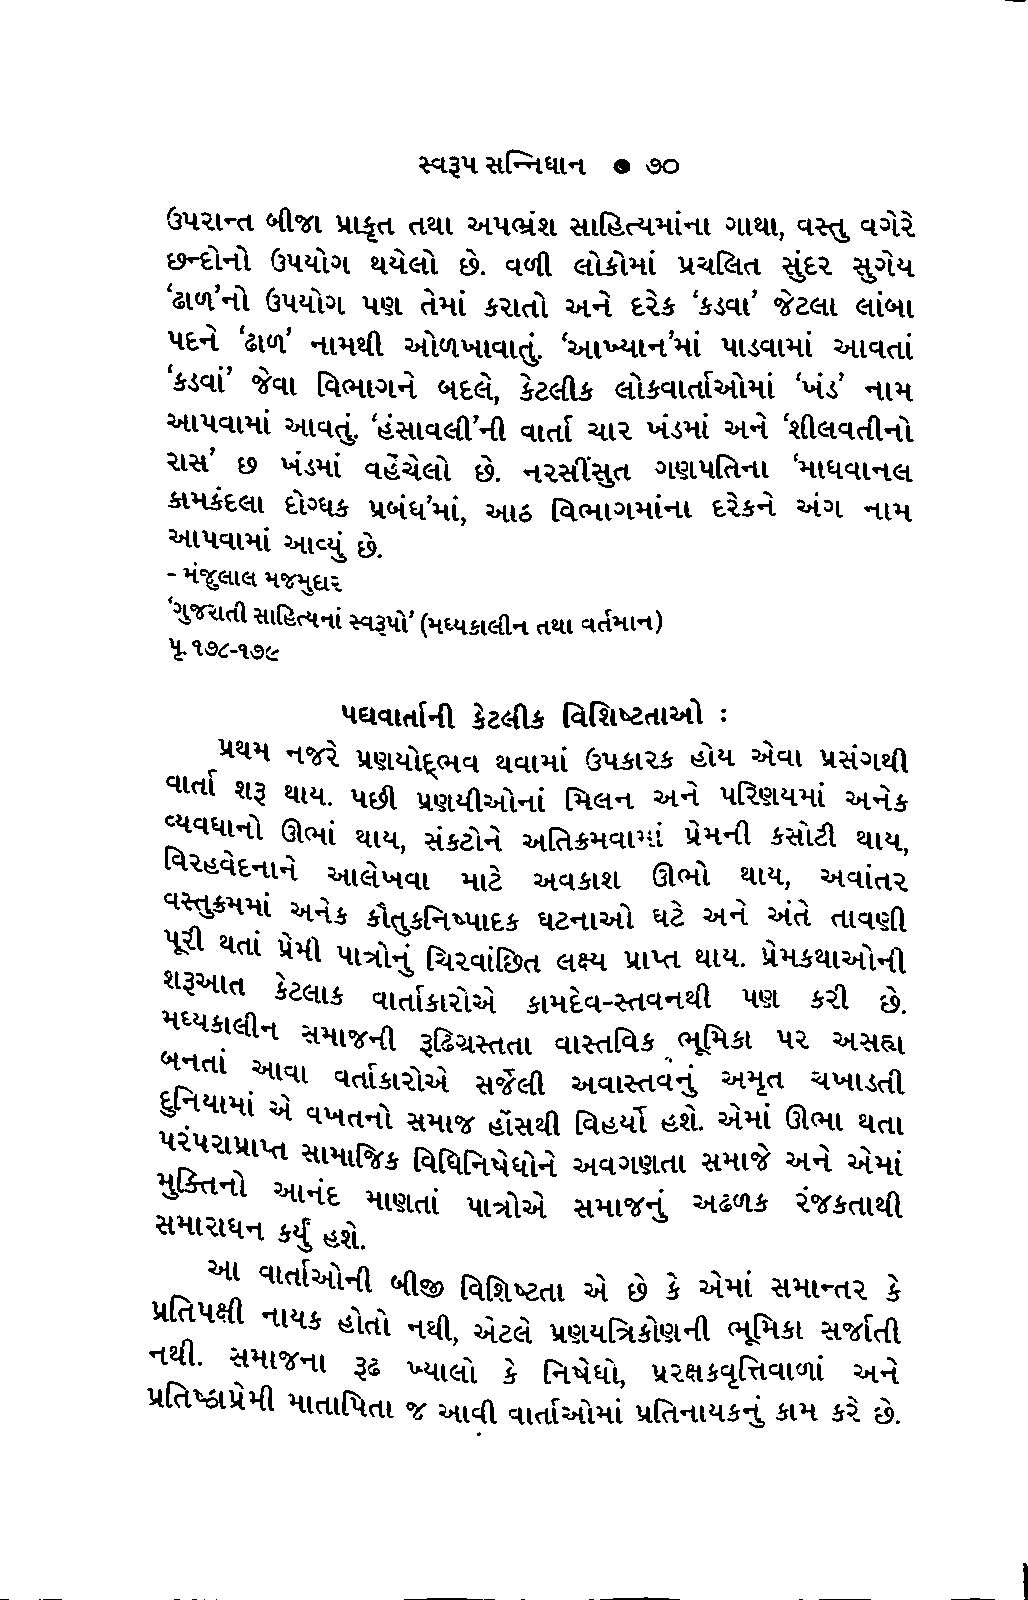 સ્વરૂપ સન્નિધાન ● ૭૦
ઉપરાન્ત બીજા પ્રાકૃત તથા અપભ્રંશ સાહિત્યમાંના ગાથા, વસ્તુ વગેરે
છન્દોનો ઉપયોગ થયેલો છે. વળી લોકોમાં પ્રચલિત સુંદર સુગેય
‘ઢાળ’નો ઉપયોગ પણ તેમાં કરાતો અને દરેક ‘કડવા’ જેટલા લાંબા
પદને ‘ઢાળ’ નામથી ઓળખાવાતું. ‘આખ્યાન’માં પાડવામાં આવતાં
‘કડવાં’ જેવા વિભાગને બદલે, કેટલીક લોકવાર્તાઓમાં ‘ખંડ’ નામ
આપવામાં આવતું. ‘હંસાવલી’ની વાર્તા ચાર ખંડમાં અને ‘શીલવતીનો
રાસ’ છ ખંડમાં વહેંચેલો છે. નરસીંસુત ગણપતિના ‘માધવાનલ
કામકંદલા દોગ્ધક પ્રબંધ’માં, આઠ વિભાગમાંના દરેકને અંગ નામ
આપવામાં આવ્યું છે.
- મંજુલાલ મજમુદાર
‘ગુજરાતી સાહિત્યનાં સ્વરૂપો’ (મધ્યકાલીન તથા વર્તમાન)
પૃ. ૧૭૮-૧૭૯
પદ્યવાર્તાની કેટલીક વિશિષ્ટતાઓ :
પ્રથમ નજરે પ્રણયોદ્ભવ થવામાં ઉપકારક હોય એવા પ્રસંગથી
વાર્તા શરૂ થાય. પછી પ્રણયીઓનાં મિલન અને પરિણયમાં અનેક
વ્યવધાનો ઊભાં થાય, સંકટોને અતિક્રમવામાં પ્રેમની કસોટી થાય,
વિરહવેદનાને આલેખવા માટે અવકાશ ઊભો થાય, અવાંતર
વસ્તુક્રમમાં અનેક કૌતુકનિષ્પાદક ઘટનાઓ ઘટે અને અંતે તાવણી
પૂરી થતાં પ્રેમી પાત્રોનું ચિરવાંછિત લક્ષ્ય પ્રાપ્ત થાય. પ્રેમકથાઓની
શરૂઆત કેટલાક વાર્તાકારોએ કામદેવ-સ્તવનથી પણ કરી છે.
મધ્યકાલીન સમાજની રૂઢિગ્રસ્તતા વાસ્તવિક ભૂમિકા પર અસહ્ય
બનતાં આવા વર્તાકારોએ સર્જેલી અવાસ્તવનું અમૃત ચખાડતી
દુનિયામાં એ વખતનો સમાજ હોંસથી વિહર્યો હશે. એમાં ઊભા થતા
પરંપરાપ્રાપ્ત સામાજિક વિધિનિષેધોને અવગણતા સમાજે અને એમાં
મુક્તિનો આનંદ માણતાં પાત્રોએ સમાજનું અઢળક રંજકતાથી
સમારાધન કર્યું હશે.
આ વાર્તાઓની બીજી વિશિષ્ટતા એ છે કે એમાં સમાન્તર કે
પ્રતિપક્ષી નાયક હોતો નથી, એટલે પ્રણયત્રિકોણની ભૂમિકા સર્જાતી
નથી. સમાજના રૂઢ ખ્યાલો કે નિષેધો, પ્રરક્ષકવૃત્તિવાળાં અને
પ્રતિષ્ઠાપ્રેમી માતાપિતા જ આવી વાર્તાઓમાં પ્રતિનાયકનું કામ કરે છે.